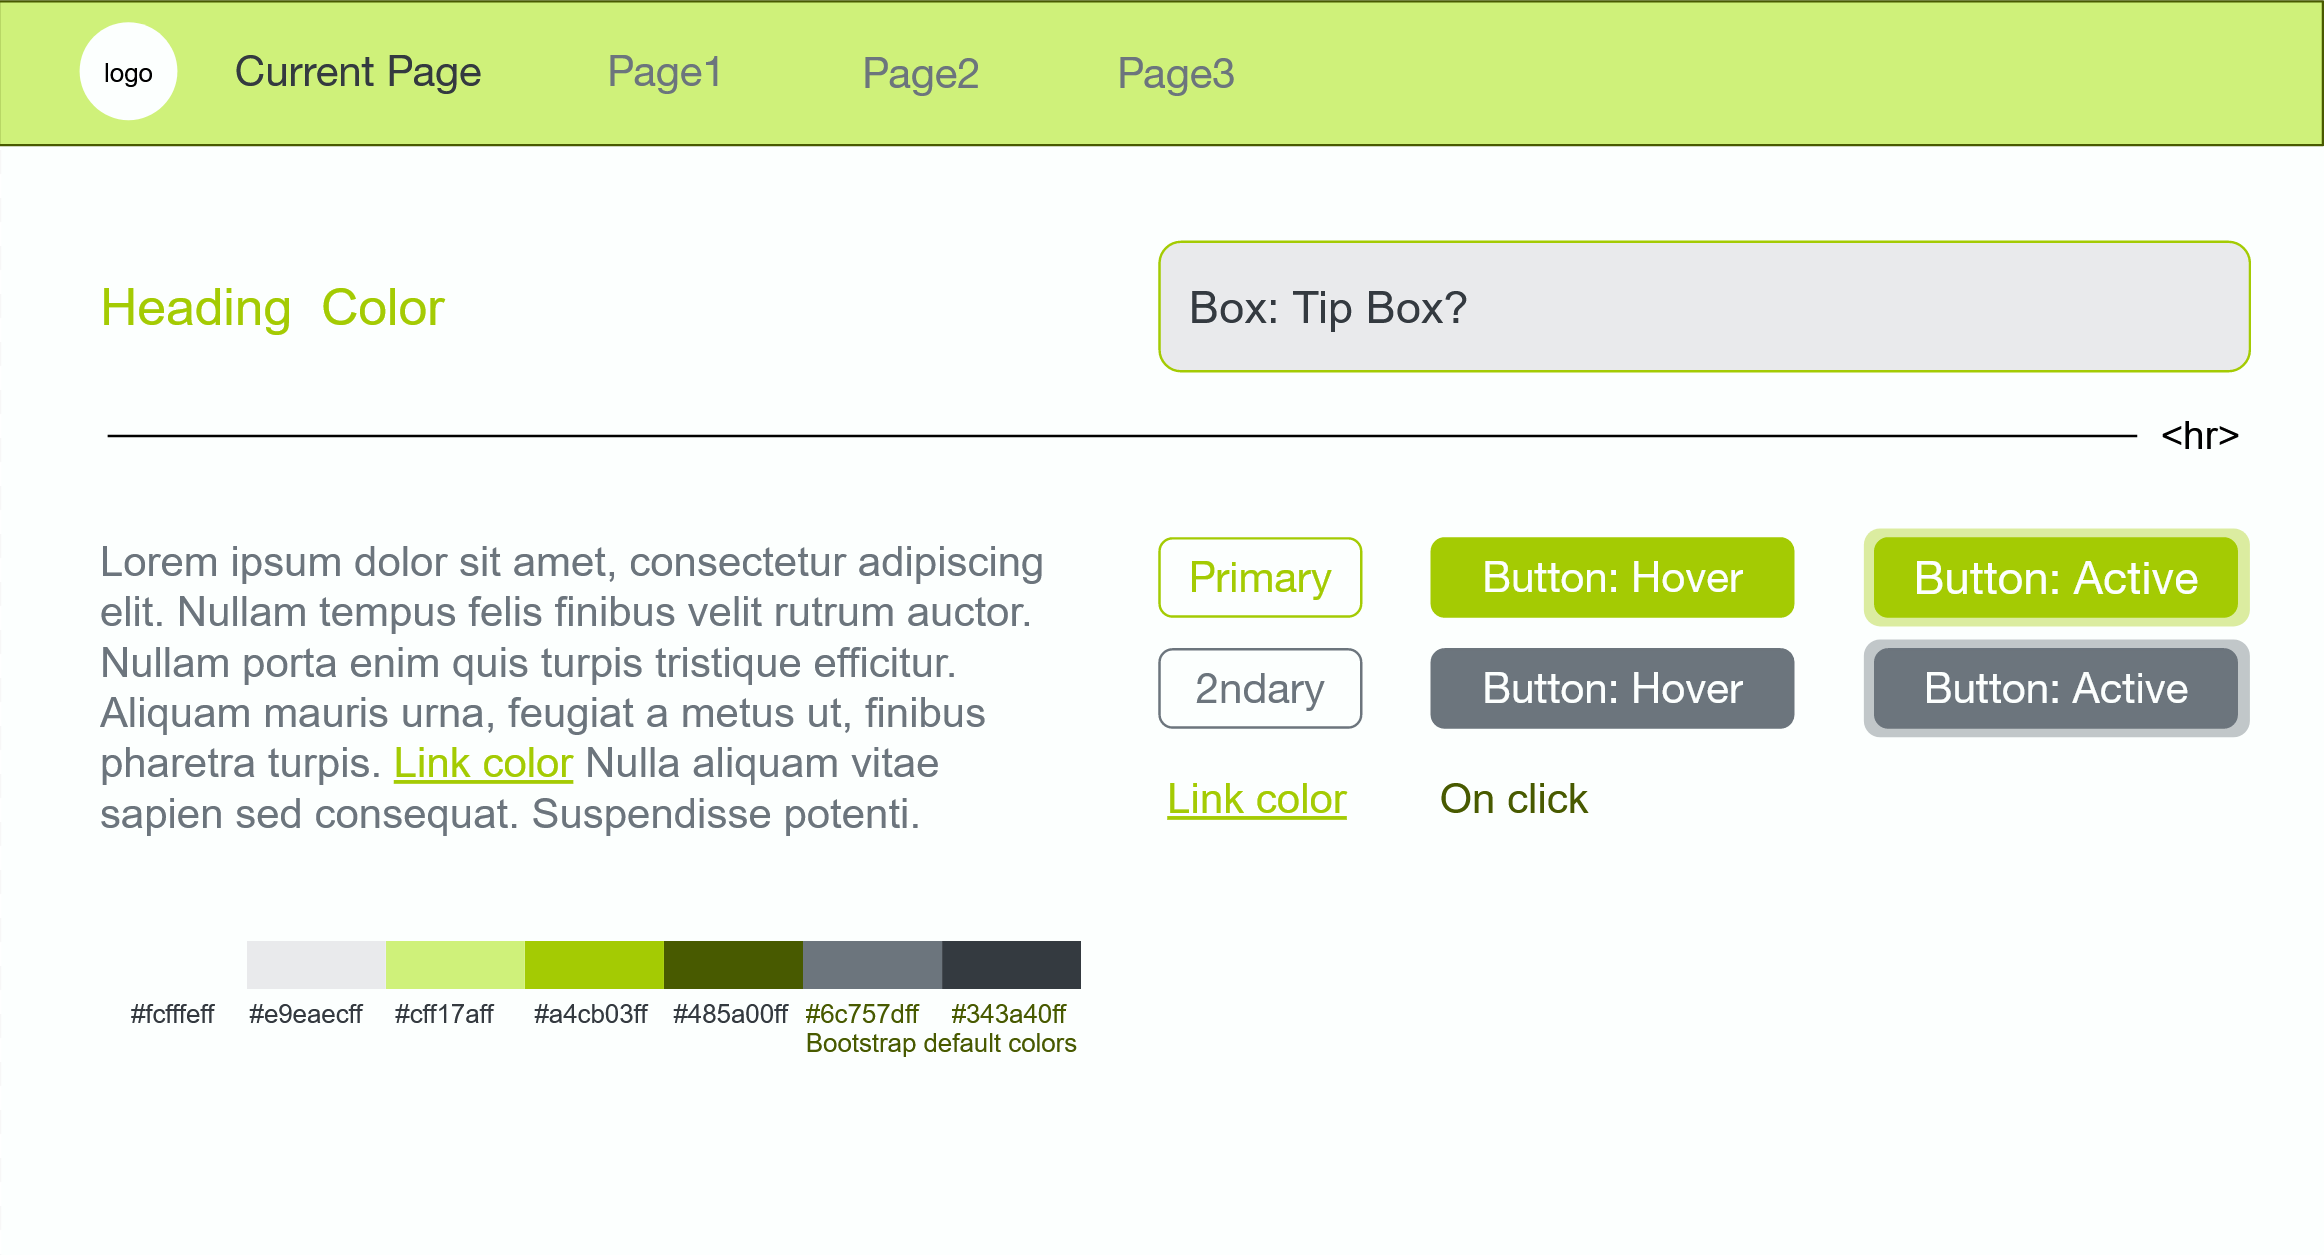 logo
Current Page
Page1
Page2
Page3
Heading  Color
Box: Tip Box?
<hr>
Lorem ipsum dolor sit amet, consectetur adipiscing
elit. Nullam tempus felis finibus velit rutrum auctor.
Nullam porta enim quis turpis tristique efficitur.
Aliquam mauris urna, feugiat a metus ut, finibus
pharetra turpis. Link color Nulla aliquam vitae
sapien sed consequat. Suspendisse potenti.
Primary
Button: Hover
Button: Active
2ndary
Button: Hover
Button: Active
Link color
On click
#fcfffeff
#e9eaecff
#cff17aff
#a4cb03ff
#485a00ff
#6c757dff
#343a40ff
Bootstrap default colors